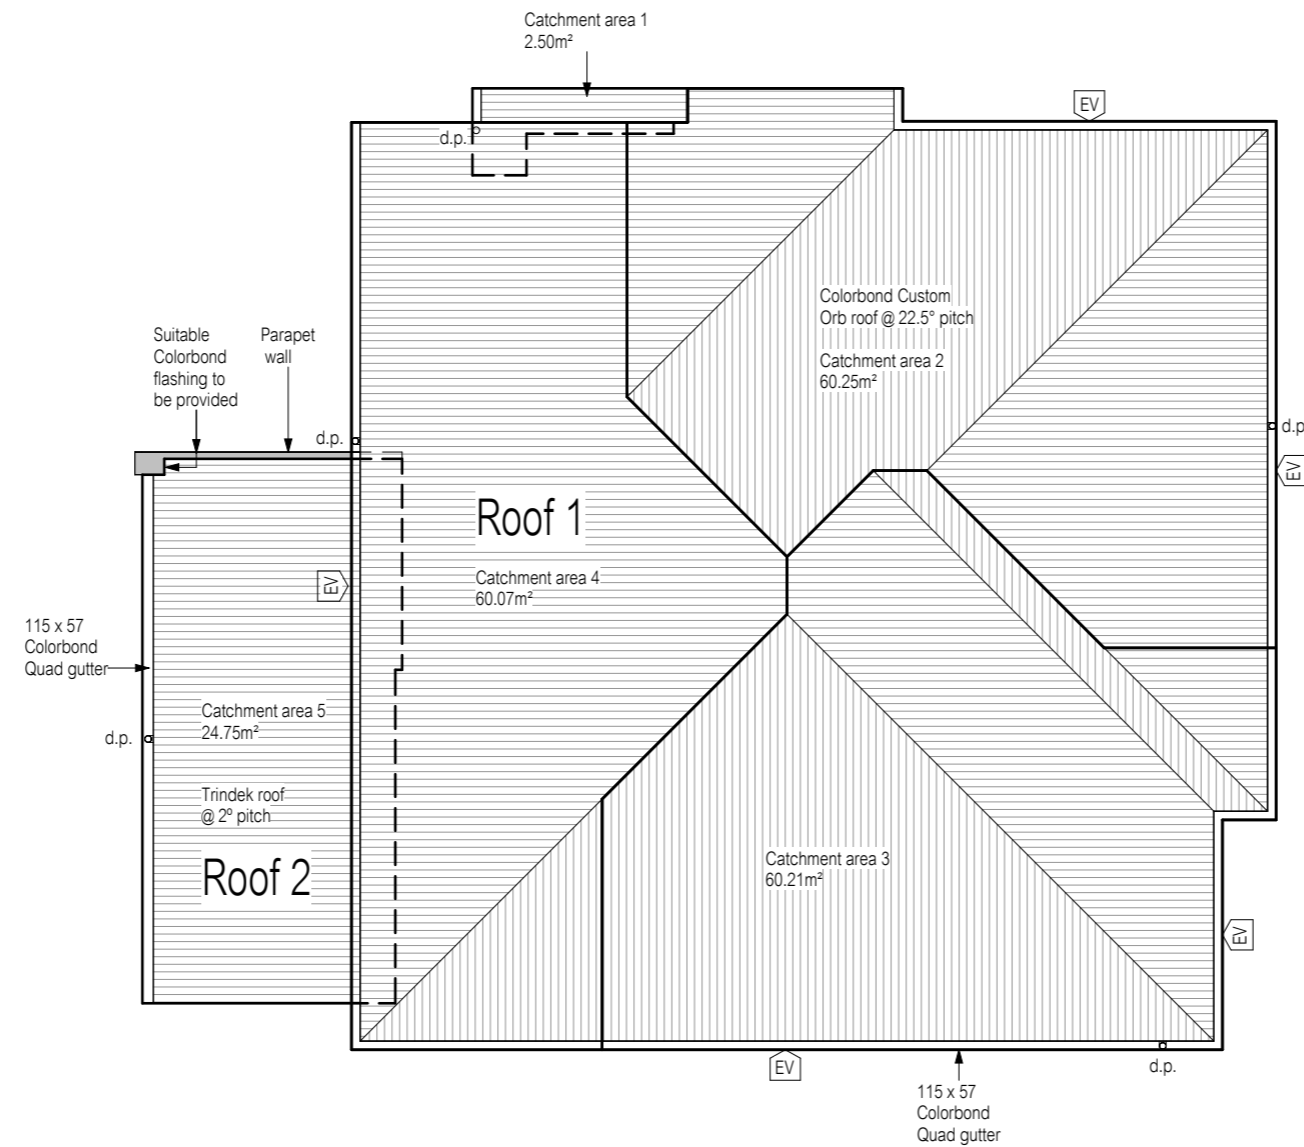 Catchment area 1
2.50m²
EV
d.p.
Colorbond Custom
Orb roof @ 22.5° pitch
Catchment area 2
60.25m²
Suitable
Colorbond
flashing to
be provided
Parapet
wall
d.p.
d.p.
EV
Roof 1
Catchment area 4
60.07m²
EV
115 x 57
Colorbond
Quad gutter
Catchment area 5
24.75m²
d.p.
Trindek roof
@ 2° pitch
Roof 2
Catchment area 3
60.21m²
EV
EV
d.p.
115 x 57
Colorbond
Quad gutter